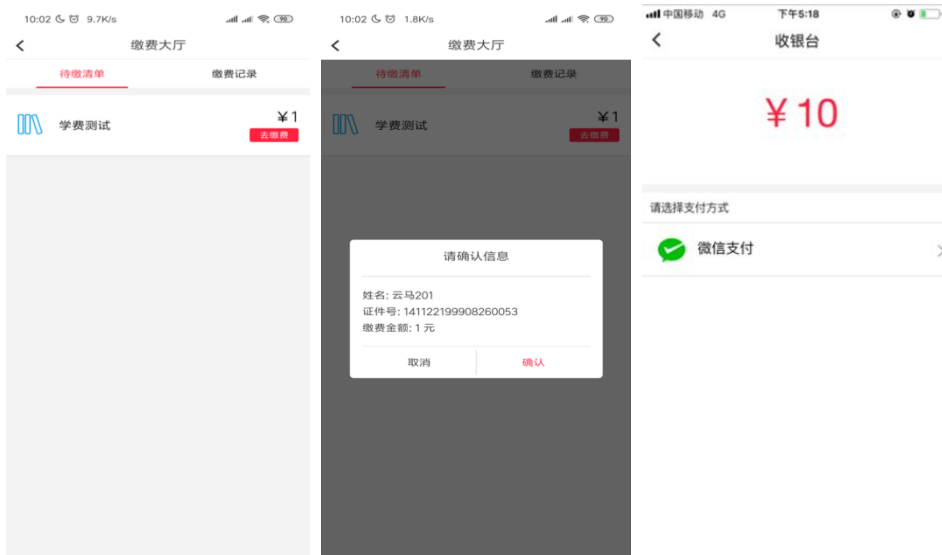 10:02 9.7K/s 90
缴费大厅
待缴清单 缴费记录
学费测试 ¥1
去缴费
10:02 1.8K/s 90
缴费大厅
待缴清单 缴费记录
学费测试 ¥1
去缴费
请确认信息
姓名: 云马201
证件号: 141122199908260053
缴费金额: 1 元
取消 确认
中国移动 4G 下午5:18
收银台
¥ 10
请选择支付方式
微信支付